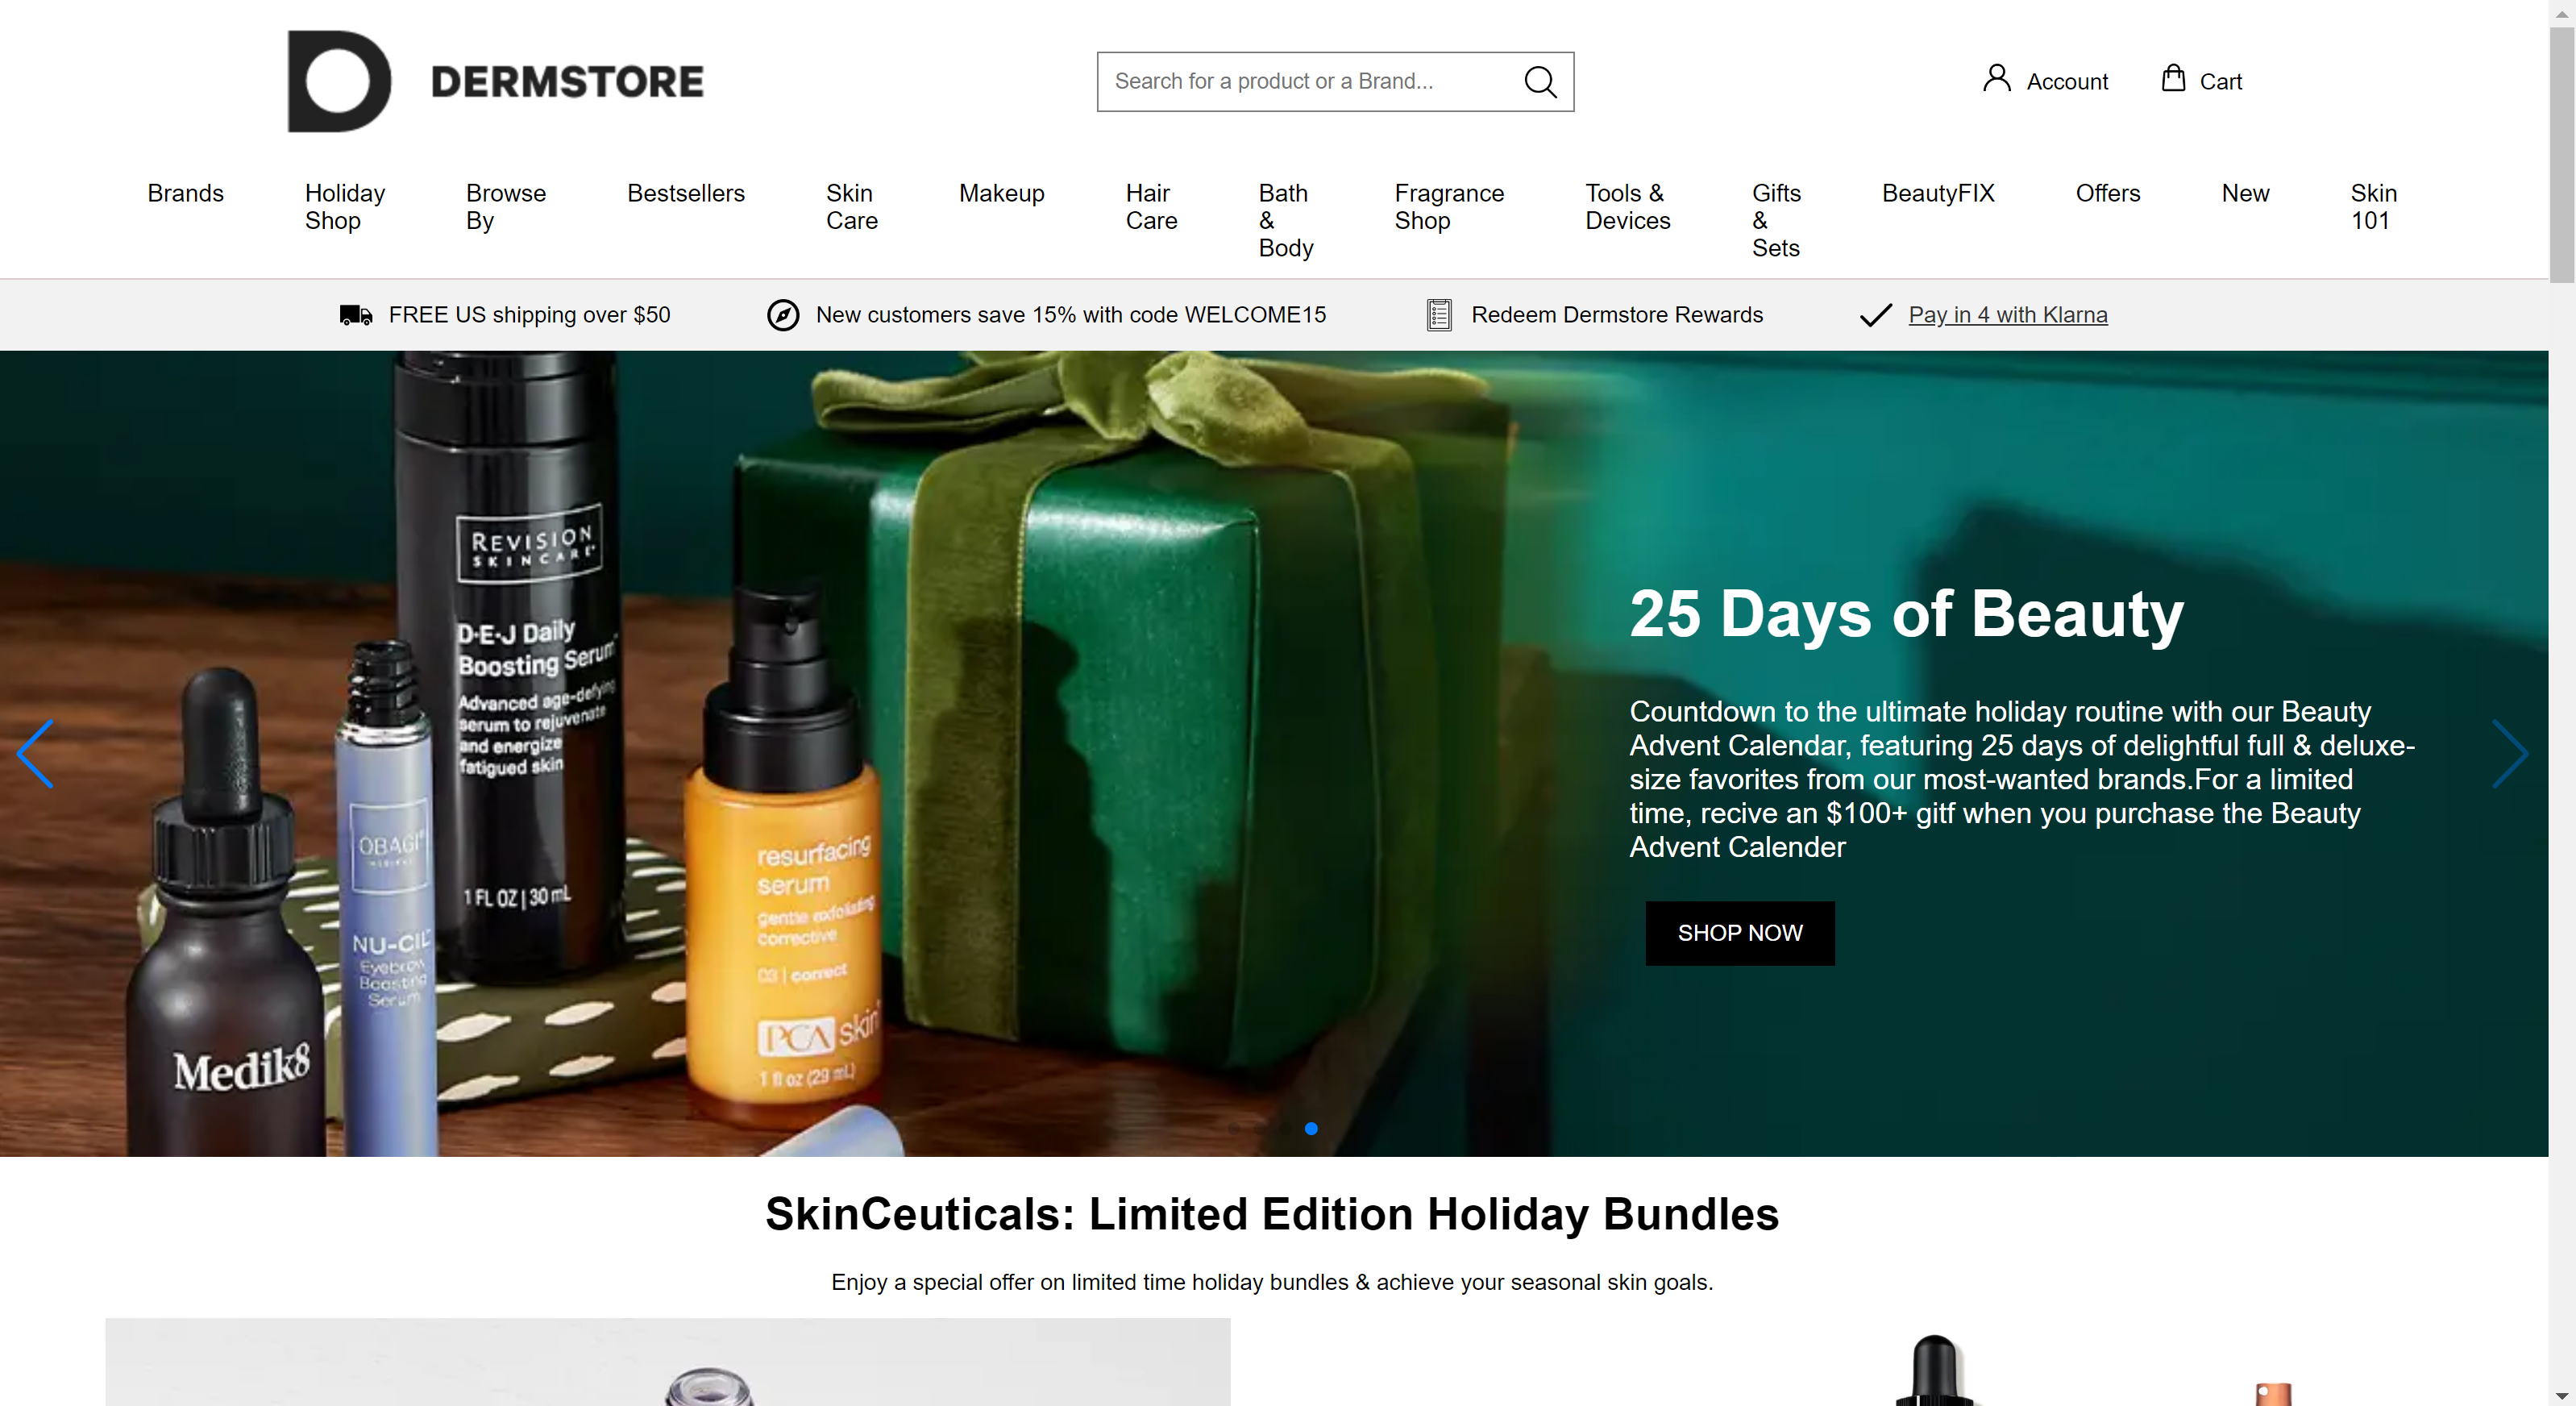 DERMSTORE
Search for a product or a Brand...
Account
Cart
Brands
Holiday
Shop
Browse
By
Bestsellers
Skin
Care
Makeup
Hair
Care
Bath
&
Body
Fragrance
Shop
Tools &
Devices
Gifts
&
Sets
BeautyFIX
Offers
New
Skin
101
FREE US shipping over $50
New customers save 15% with code WELCOME15
Redeem Dermstore Rewards
Pay in 4 with Klarna
REVISION
SKINCARE
D·E·J Daily
Boosting Serum
Advanced age-defying
serum to rejuvenate
and energize
fatigued skin
1 FL OZ | 30 mL
OBAGI
MEDICAL
NU-CIL
Eyebrow
Boosting
Serum
Medik8
resurfacing
serum
gentle exfoliating
corrective
03 | correct
PCA skin
1 fl oz (29 mL)
25 Days of Beauty
Countdown to the ultimate holiday routine with our Beauty
Advent Calendar, featuring 25 days of delightful full & deluxe-
size favorites from our most-wanted brands.For a limited
time, recive an $100+ gitf when you purchase the Beauty
Advent Calender
SHOP NOW
SkinCeuticals: Limited Edition Holiday Bundles
Enjoy a special offer on limited time holiday bundles & achieve your seasonal skin goals.